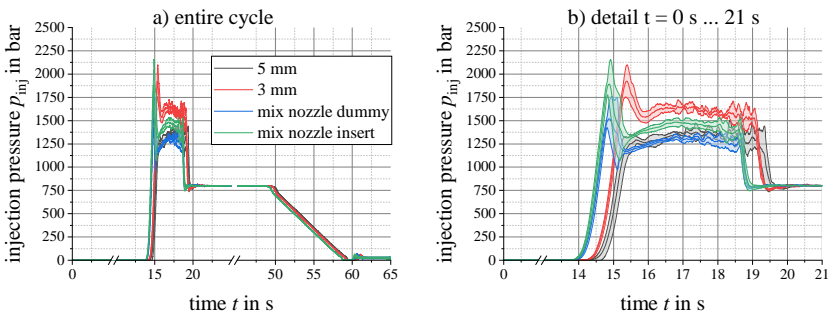 a) entire cycle
injection pressure pinj in bar
2500
2250
2000
1750
1500
1250
1000
750
500
250
0
5 mm
3 mm
mix nozzle dummy
mix nozzle insert
0 15 20 50 55 60 65
time t in s
b) detail t = 0 s ... 21 s
injection pressure pinj in bar
2500
2250
2000
1750
1500
1250
1000
750
500
250
0
0 14 15 16 17 18 19 20 21
time t in s